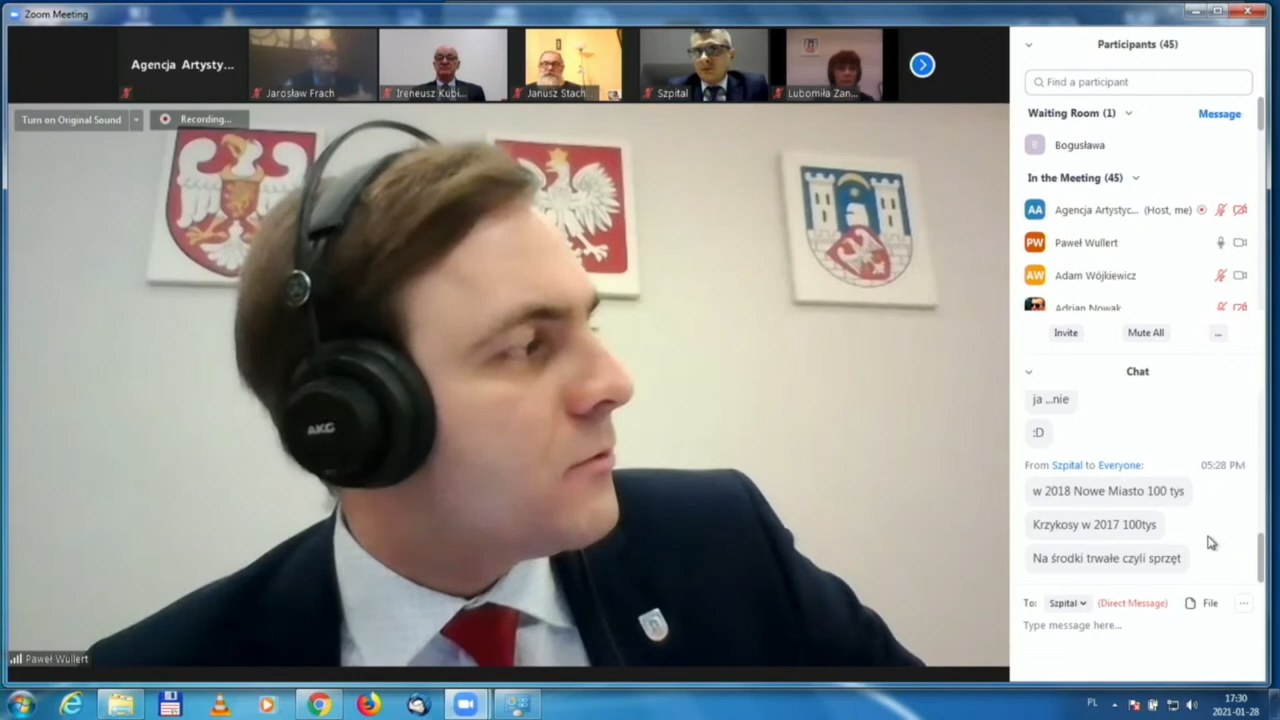 Zoom Meeting
Agencja Artysty...
Jarosław Frach
Ireneusz Kubi...
Janusz Stach...
Szpital
Lubomiła Zan...
Turn on Original Sound
Recording...
AKG
Paweł Wullert
Participants (45)
Find a participant
Waiting Room (1)
Message
B
Bogusława
In the Meeting (45)
AA Agencja Artystyc... (Host, me)
PW Paweł Wullert
AW Adam Wójkiewicz
Adrian Nowak
Invite
Mute All
...
Chat
ja ...nie
:D
From Szpital to Everyone: 05:28 PM
w 2018 Nowe Miasto 100 tys
Krzykosy w 2017 100tys
Na środki trwałe czyli sprzęt
To: Szpital (Direct Message) File ...
Type message here...
PL
17:30
2021-01-28